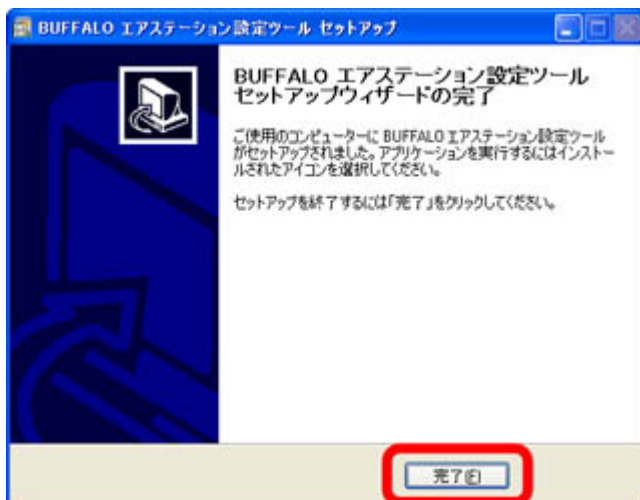 BUFFALO エアステーション設定ツール セットアップ
BUFFALO エアステーション設定ツール
セットアップウィザードの完了
ご使用のコンピューターに BUFFALO エアステーション設定ツール
がセットアップされました。アプリケーションを実行するにはインストー
ルされたアイコンを選択してください。
セットアップを終了するには「完了」をクリックしてください。
完了(F)